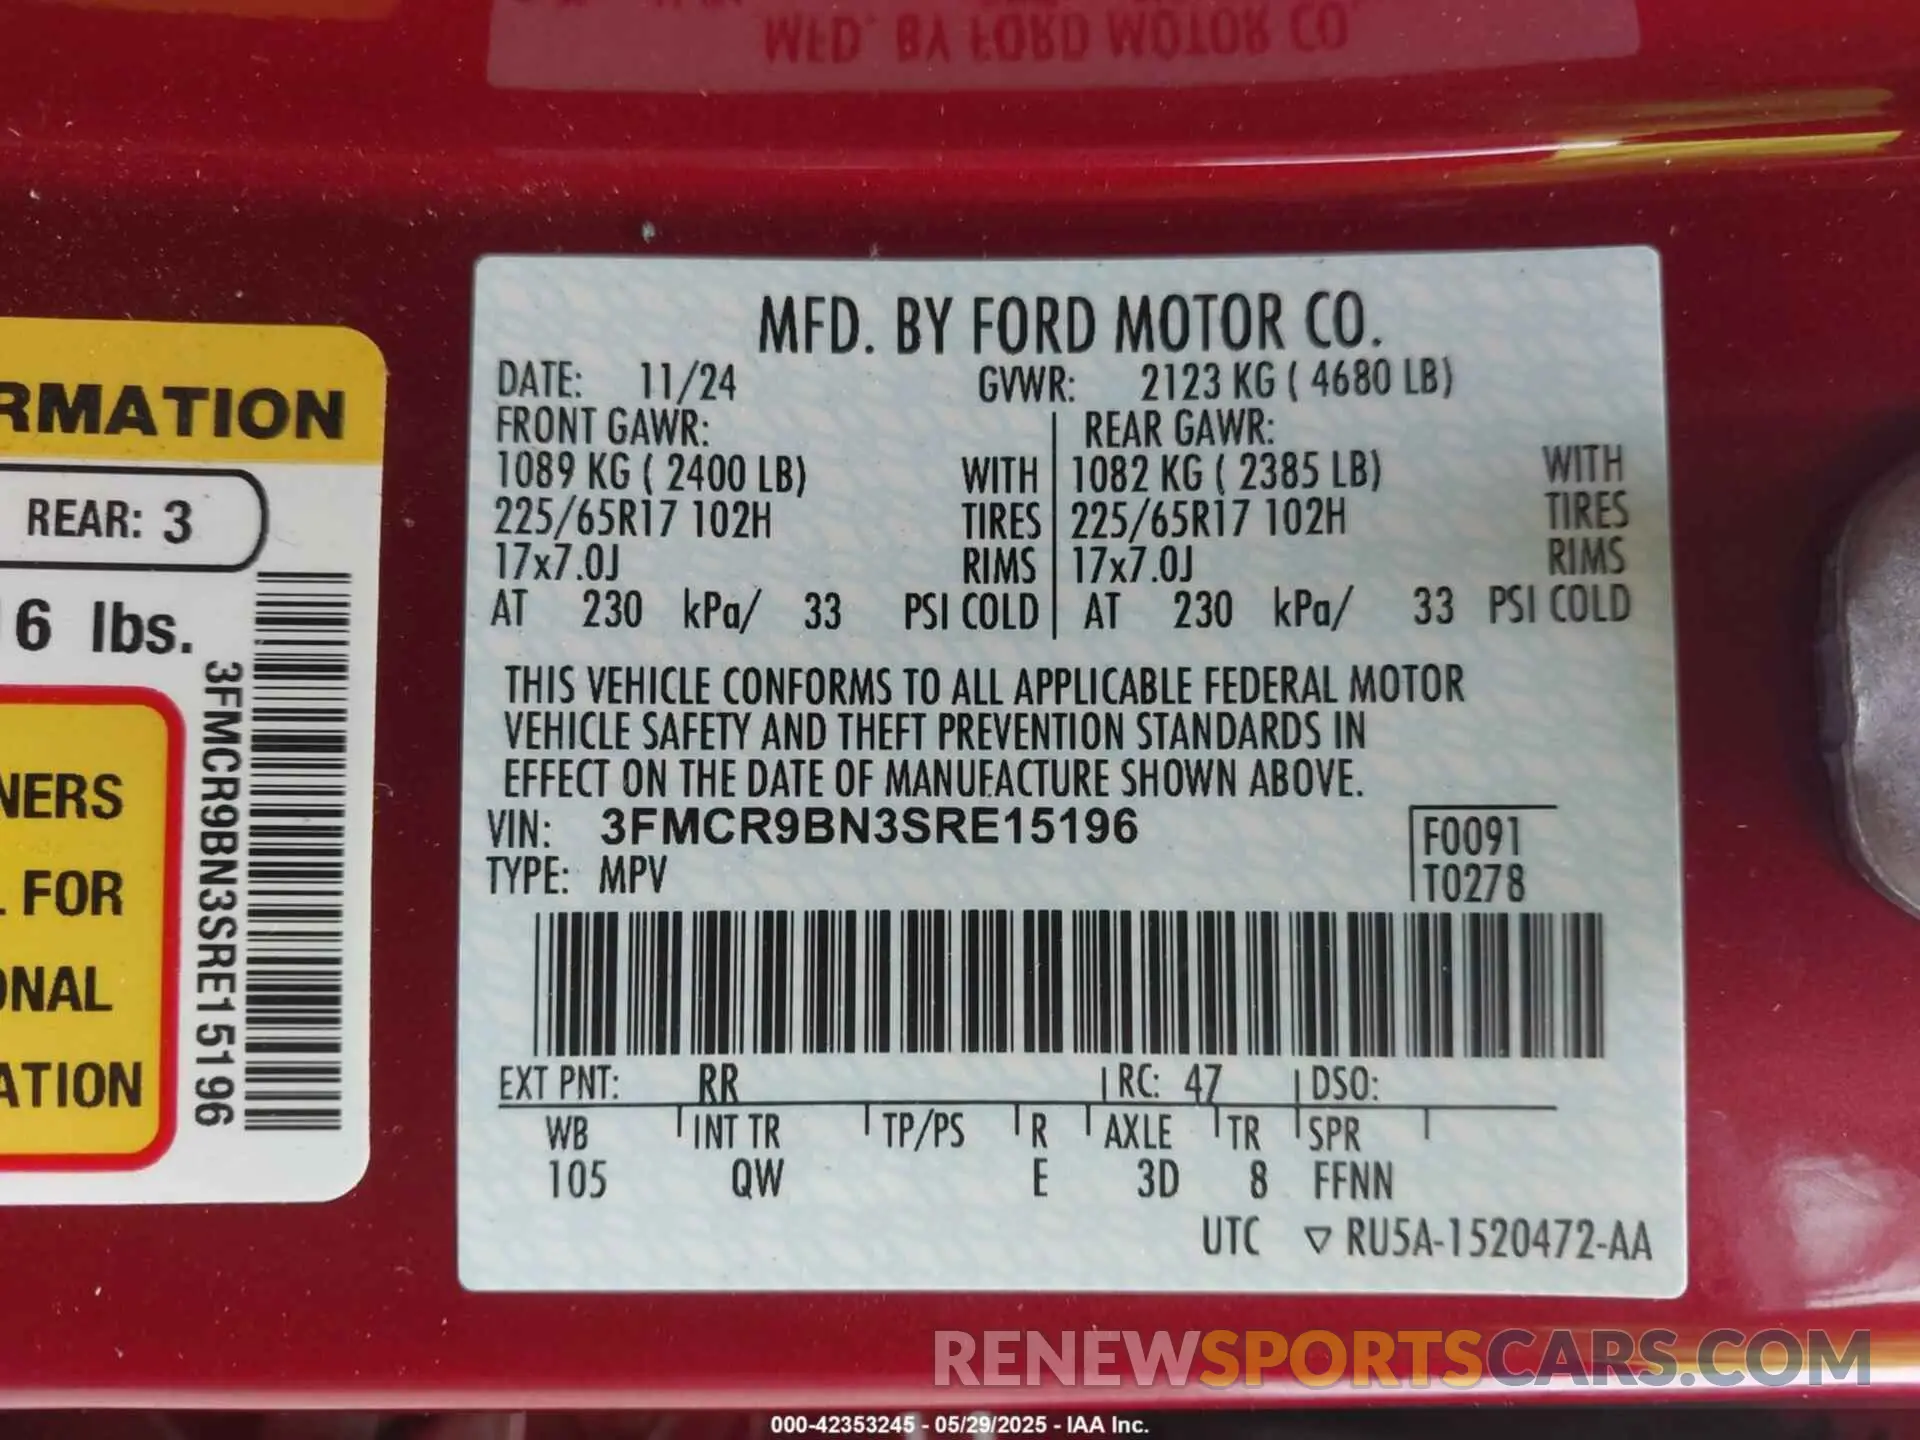 MFD. BY FORD MOTOR CO.
MFD. BY FORD MOTOR CO.
DATE: 11/24 GVWR: 2123 KG ( 4680 LB)
FRONT GAWR: REAR GAWR:
1089 KG ( 2400 LB) WITH 1082 KG ( 2385 LB) WITH
225/65R17 102H TIRES 225/65R17 102H TIRES
17x7.0J RIMS 17x7.0J RIMS
AT 230 kPa/ 33 PSI COLD AT 230 kPa/ 33 PSI COLD
THIS VEHICLE CONFORMS TO ALL APPLICABLE FEDERAL MOTOR
VEHICLE SAFETY AND THEFT PREVENTION STANDARDS IN
EFFECT ON THE DATE OF MANUFACTURE SHOWN ABOVE.
VIN: 3FMCR9BN3SRE15196 F0091
TYPE: MPV T0278
EXT PNT: RR RC: 47 DSO:
WB INT TR TP/PS R AXLE TR SPR
105 QW E 3D 8 FFNN
UTC ▽ RU5A-1520472-AA
RMATION
REAR: 3
16 lbs.
3FMCR9BN3SRE15196
NERS
L FOR
ONAL
ATION
RENEWSPORTSCARS.COM
000-42353245 - 05/29/2025 - IAA Inc.